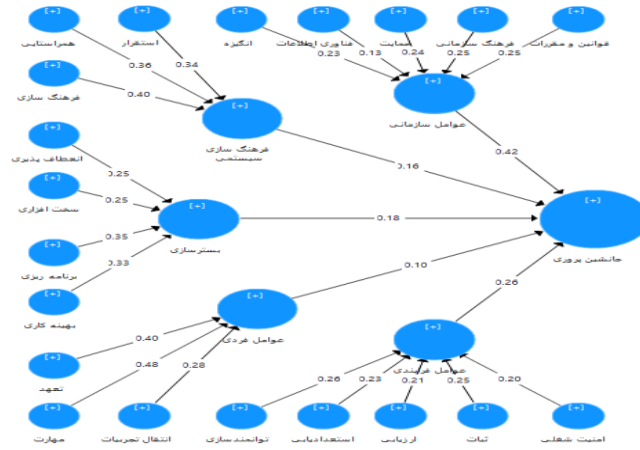 [+] [+] [+] [+] [+] [+] [+]
همراستایی استقرار انگیزه فناوری اطلاعات حمایت فرهنگ سازمانی قوانین و مقررات
0.36 0.34 0.23 0.13 0.24 0.25 0.25
[+]
فرهنگ سازی
0.40
[+]
عوامل سازمانی
[+]
فرهنگ سازی
سیستمی
0.42
0.16
[+]
انعطاف پذیری
0.25
[+]
سخت افزاری
0.25
[+]
بسترسازی
0.18
[+]
جانشین پروری
[+]
برنامه ریزی
0.35
[+]
بهینه کاری
0.33
0.10
0.26
[+]
عوامل فردی
[+]
عوامل فرایندی
[+]
تعهد
0.40
0.48 0.28 0.26 0.23 0.21 0.25 0.20
[+] [+] [+] [+] [+] [+] [+]
مهارت انتقال تجربیات توانمندسازی استعدادیابی ارزیابی ثبات امنیت شغلی